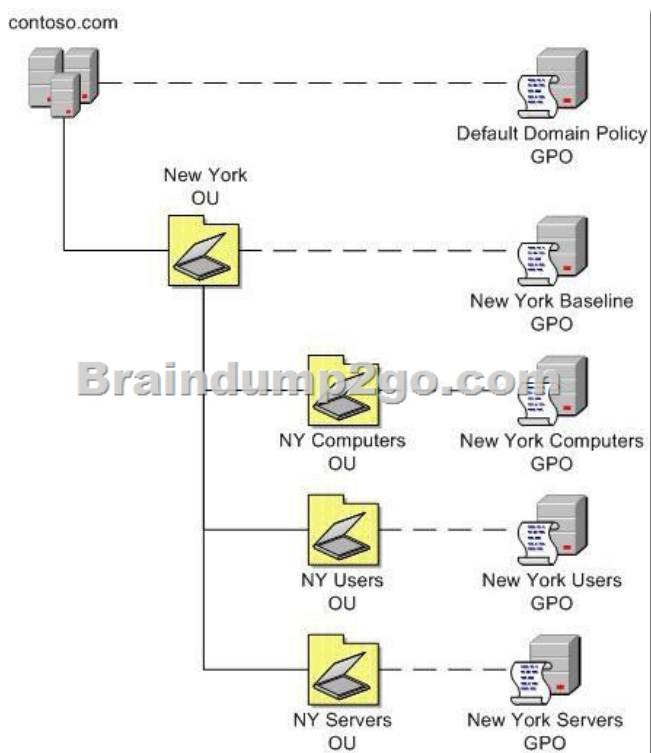 contoso.com
Default Domain Policy
GPO
New York
OU
New York Baseline
GPO
Braindump2go.com
NY Computers
OU
New York Computers
GPO
NY Users
OU
New York Users
GPO
NY Servers
OU
New York Servers
GPO